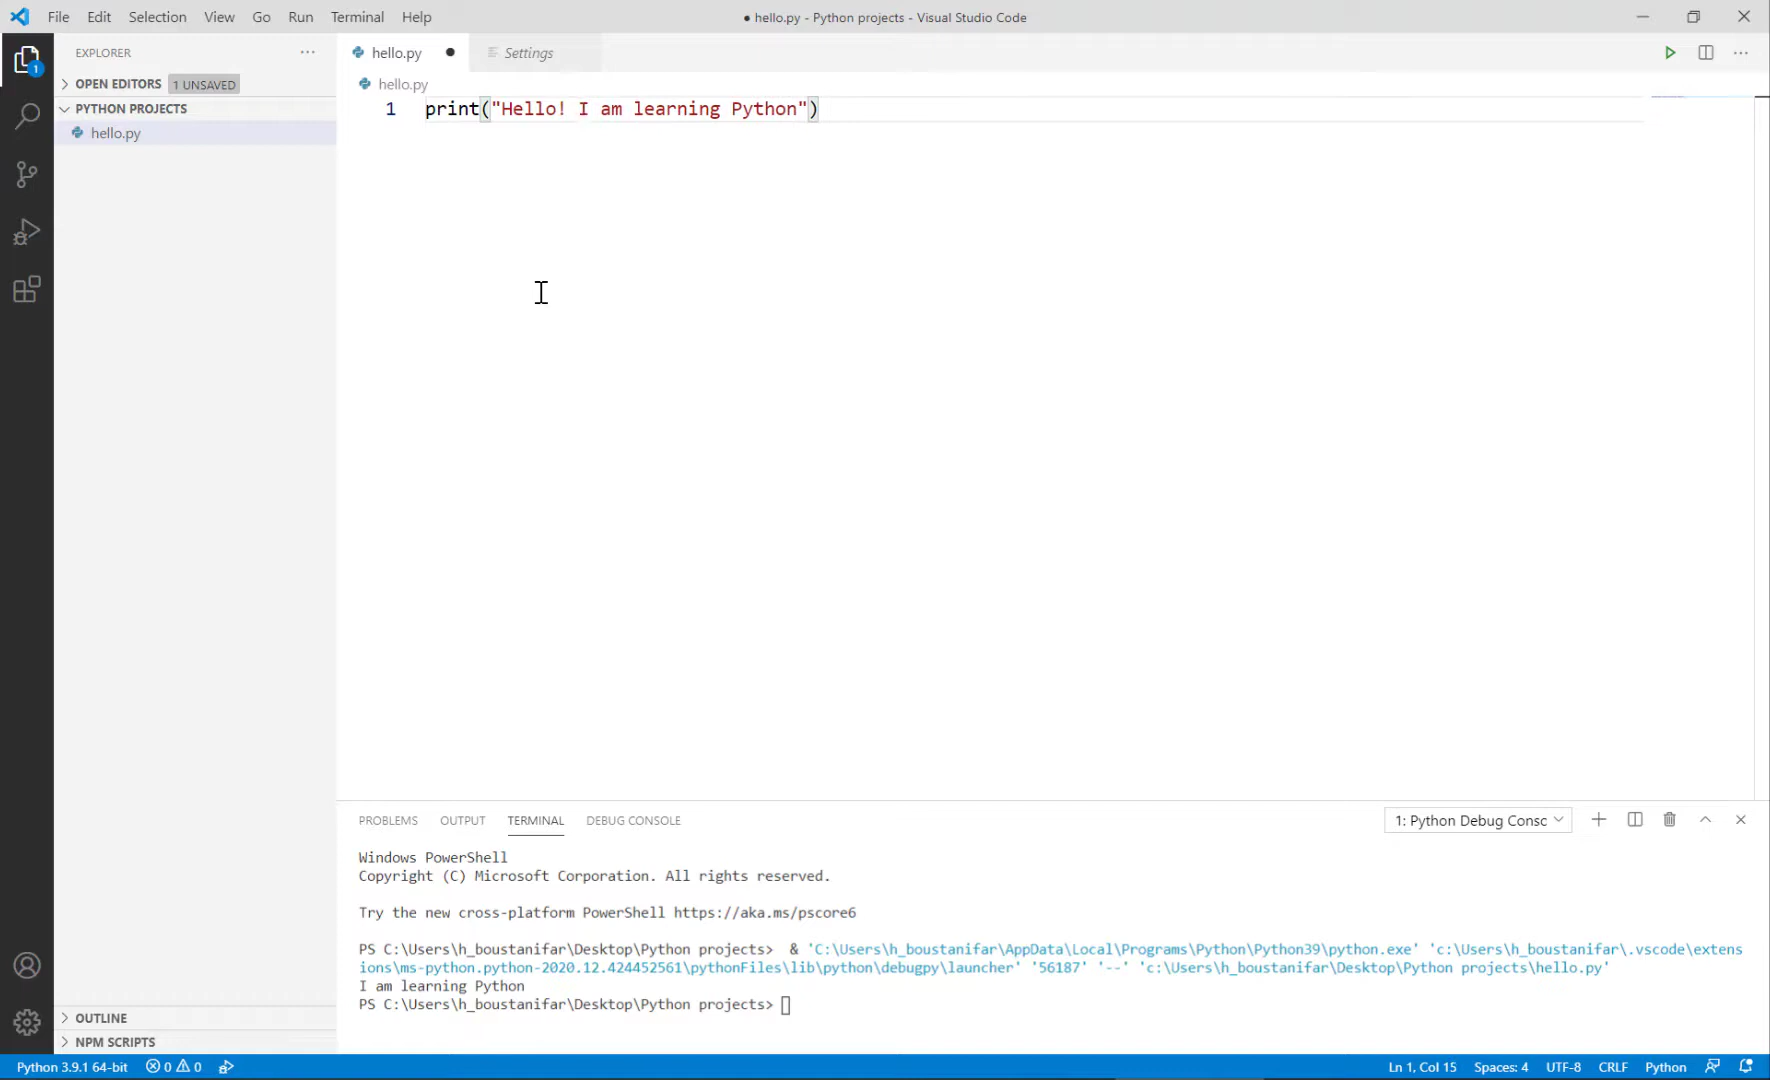 File Edit Selection View Go Run Terminal Help
● hello.py - Python projects - Visual Studio Code
EXPLORER
hello.py ●
Settings
OPEN EDITORS 1 UNSAVED
hello.py
PYTHON PROJECTS
1 print("Hello! I am learning Python")
hello.py
1
PROBLEMS OUTPUT TERMINAL DEBUG CONSOLE
1: Python Debug Consc
Windows PowerShell
Copyright (C) Microsoft Corporation. All rights reserved.
Try the new cross-platform PowerShell https://aka.ms/pscore6
PS C:\Users\h_boustanifar\Desktop\Python projects>  & 'C:\Users\h_boustanifar\AppData\Local\Programs\Python\Python39\python.exe' 'c:\Users\h_boustanifar\.vscode\extens
ions\ms-python.python-2020.12.424452561\pythonFiles\lib\python\debugpy\launcher' '56187' '--' 'c:\Users\h_boustanifar\Desktop\Python projects\hello.py'
I am learning Python
PS C:\Users\h_boustanifar\Desktop\Python projects>
OUTLINE
NPM SCRIPTS
Python 3.9.1 64-bit 0 0
Ln 1, Col 15 Spaces: 4 UTF-8 CRLF Python